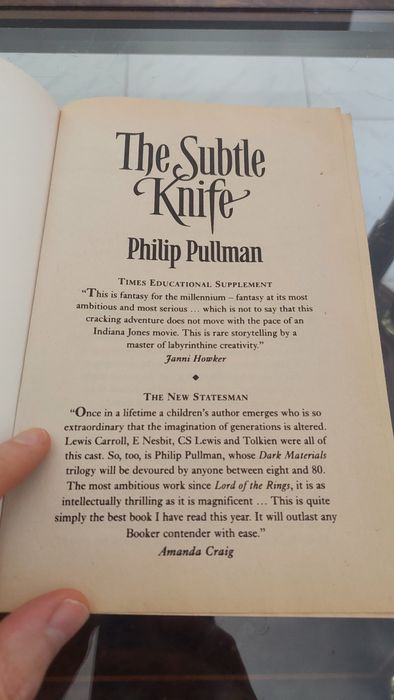 The Subtle
Knife
Philip Pullman
TIMES EDUCATIONAL SUPPLEMENT
"This is fantasy for the millennium – fantasy at its most
ambitious and most serious ... which is not to say that this
cracking adventure does not move with the pace of an
Indiana Jones movie. This is rare storytelling by a
master of labyrinthine creativity."
Janni Howker
◆
THE NEW STATESMAN
"Once in a lifetime a children's author emerges who is so
extraordinary that the imagination of generations is altered.
Lewis Carroll, E Nesbit, CS Lewis and Tolkien were all of
this cast. So, too, is Philip Pullman, whose Dark Materials
trilogy will be devoured by anyone between eight and 80.
The most ambitious work since Lord of the Rings, it is as
intellectually thrilling as it is magnificent ... This is quite
simply the best book I have read this year. It will outlast any
Booker contender with ease."
Amanda Craig